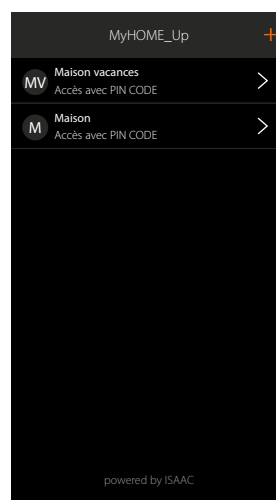 MyHOME_Up +
MV
Maison vacances
Accès avec PIN CODE
M
Maison
Accès avec PIN CODE
powered by ISAAC